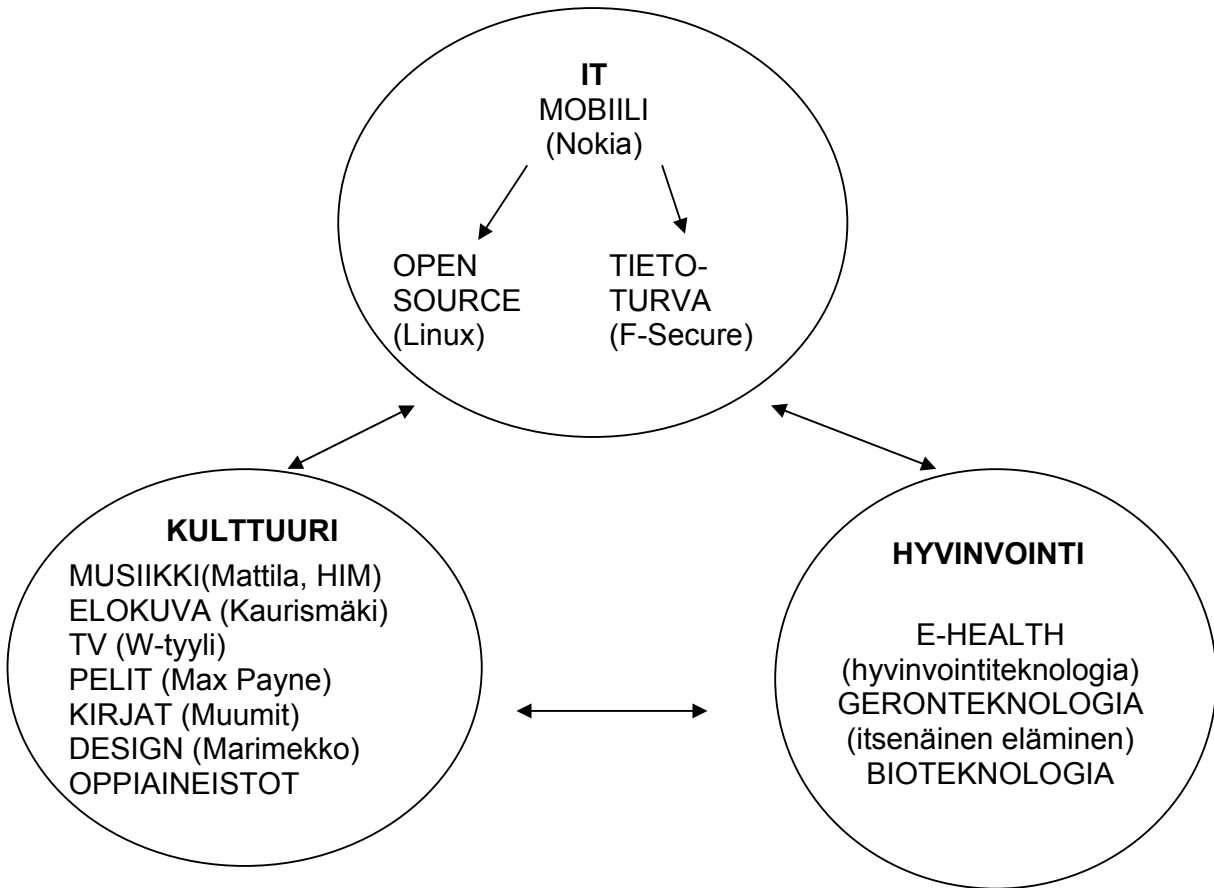 IT
MOBIILI
(Nokia)
OPEN
SOURCE
(Linux)
TIETO-
TURVA
(F-Secure)
KULTTUURI
MUSIIKKI(Mattila, HIM)
ELOKUVA (Kaurismäki)
TV (W-tyyli)
PELIT (Max Payne)
KIRJAT (Muumit)
DESIGN (Marimekko)
OPPIAINEISTOT
HYVINVOINTI
E-HEALTH
(hyvinvointiteknologia)
GERONTEKNOLOGIA
(itsenäinen eläminen)
BIOTEKNOLOGIA